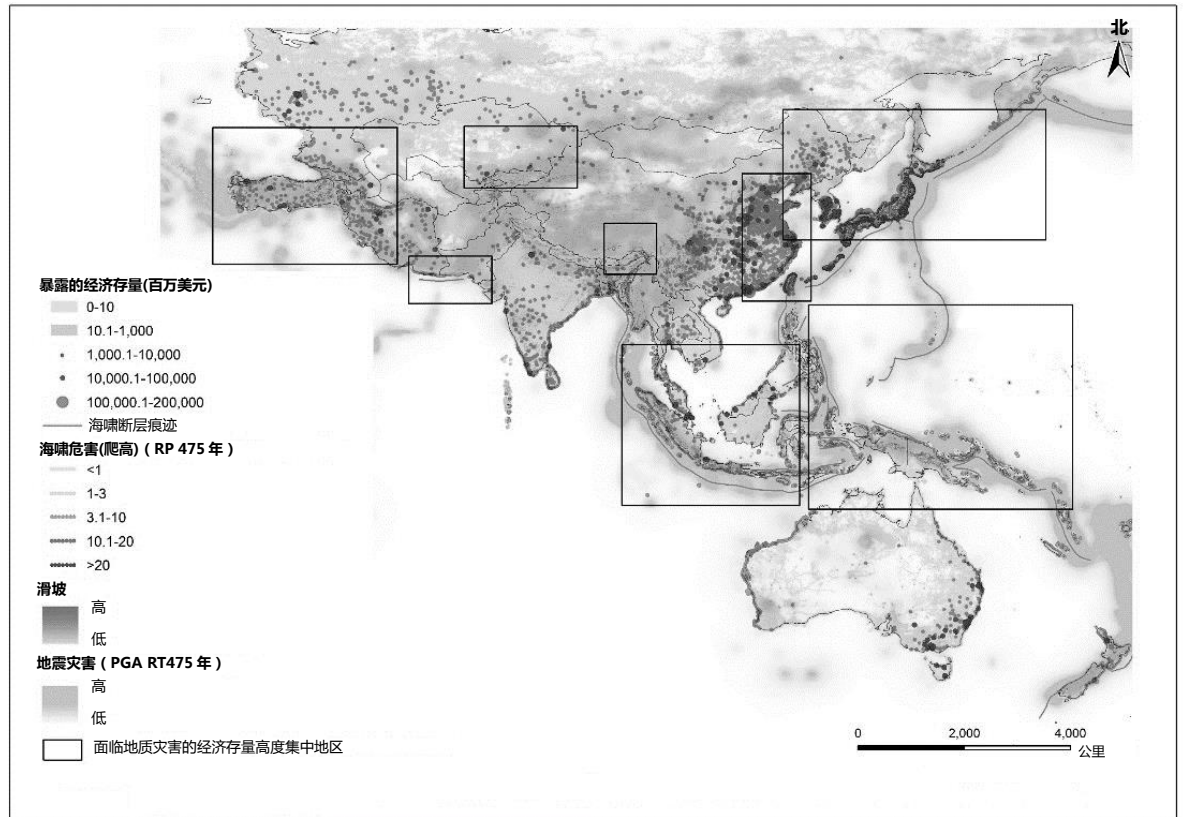 北
暴露的经济存量(百万美元)
0-10
10.1-1,000
1,000.1-10,000
10,000.1-100,000
100,000.1-200,000
海啸断层痕迹
海啸危害(爬高)（RP 475 年）
<1
1-3
3.1-10
10.1-20
>20
滑坡
高
低
地震灾害（PGA RT475 年）
高
低
面临地质灾害的经济存量高度集中地区
0 2,000 4,000
公里